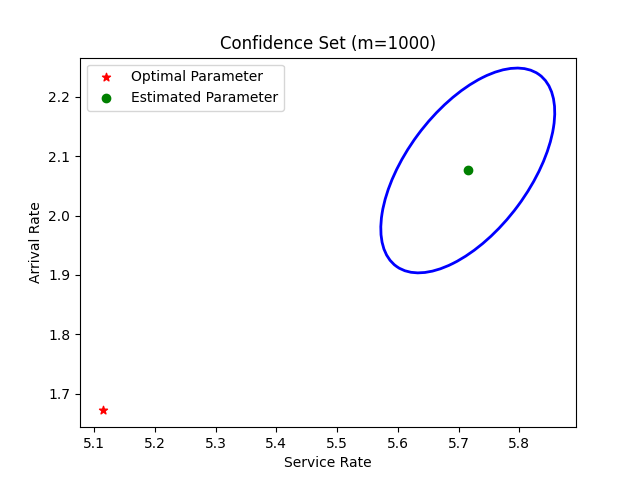 Confidence Set (m=1000)
Optimal Parameter
Estimated Parameter
Arrival Rate
2.2
2.1
2.0
1.9
1.8
1.7
5.1 5.2 5.3 5.4 5.5 5.6 5.7 5.8
Service Rate